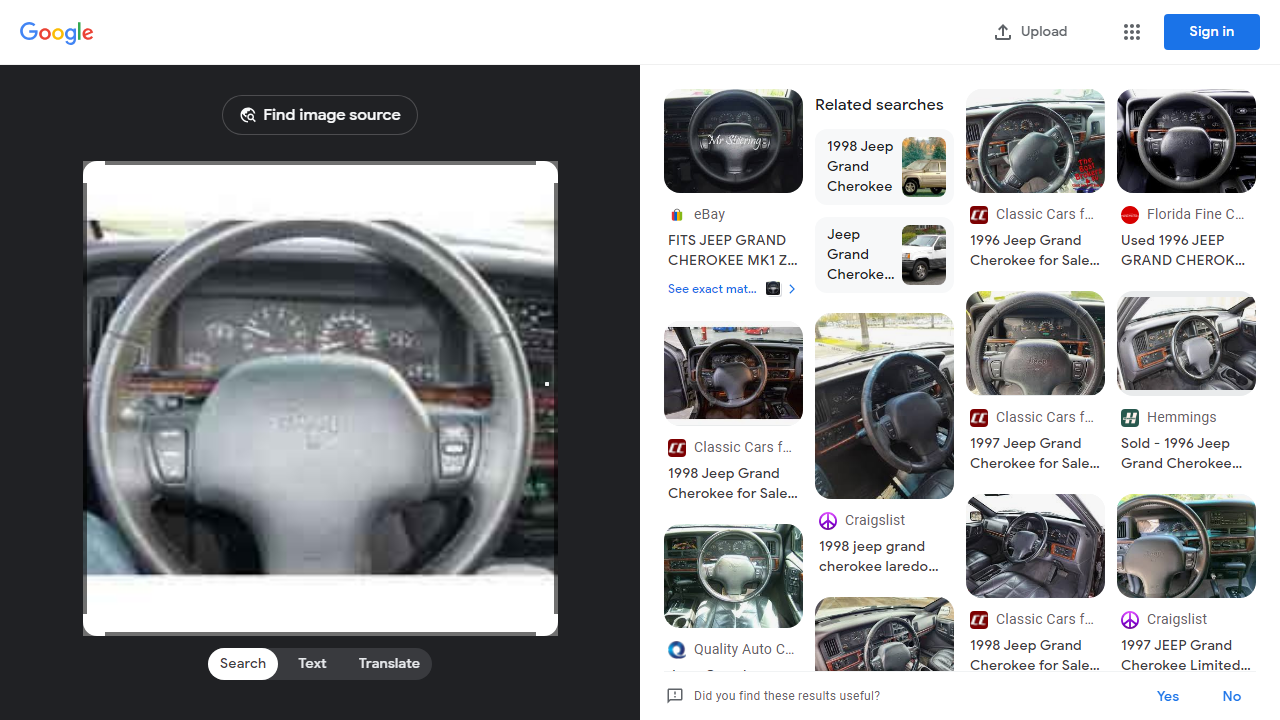 Google
Upload
Sign in
Find image source
Search
Text
Translate
Mr Steering
eBay
FITS JEEP GRAND
CHEROKEE MK1 Z...
See exact mat...
Classic Cars f...
1998 Jeep Grand
Cherokee for Sale...
Quality Auto C...
Related searches
1998 Jeep
Grand
Cherokee
Jeep
Grand
Cheroke...
Craigslist
1998 jeep grand
cherokee laredo...
Classic Cars f...
1996 Jeep Grand
Cherokee for Sale...
Classic Cars f...
1997 Jeep Grand
Cherokee for Sale...
Classic Cars f...
1998 Jeep Grand
Cherokee for Sale...
Florida Fine C...
Used 1996 JEEP
GRAND CHEROK...
Hemmings
Sold - 1996 Jeep
Grand Cherokee...
Craigslist
1997 JEEP Grand
Cherokee Limited...
Did you find these results useful?
Yes
No